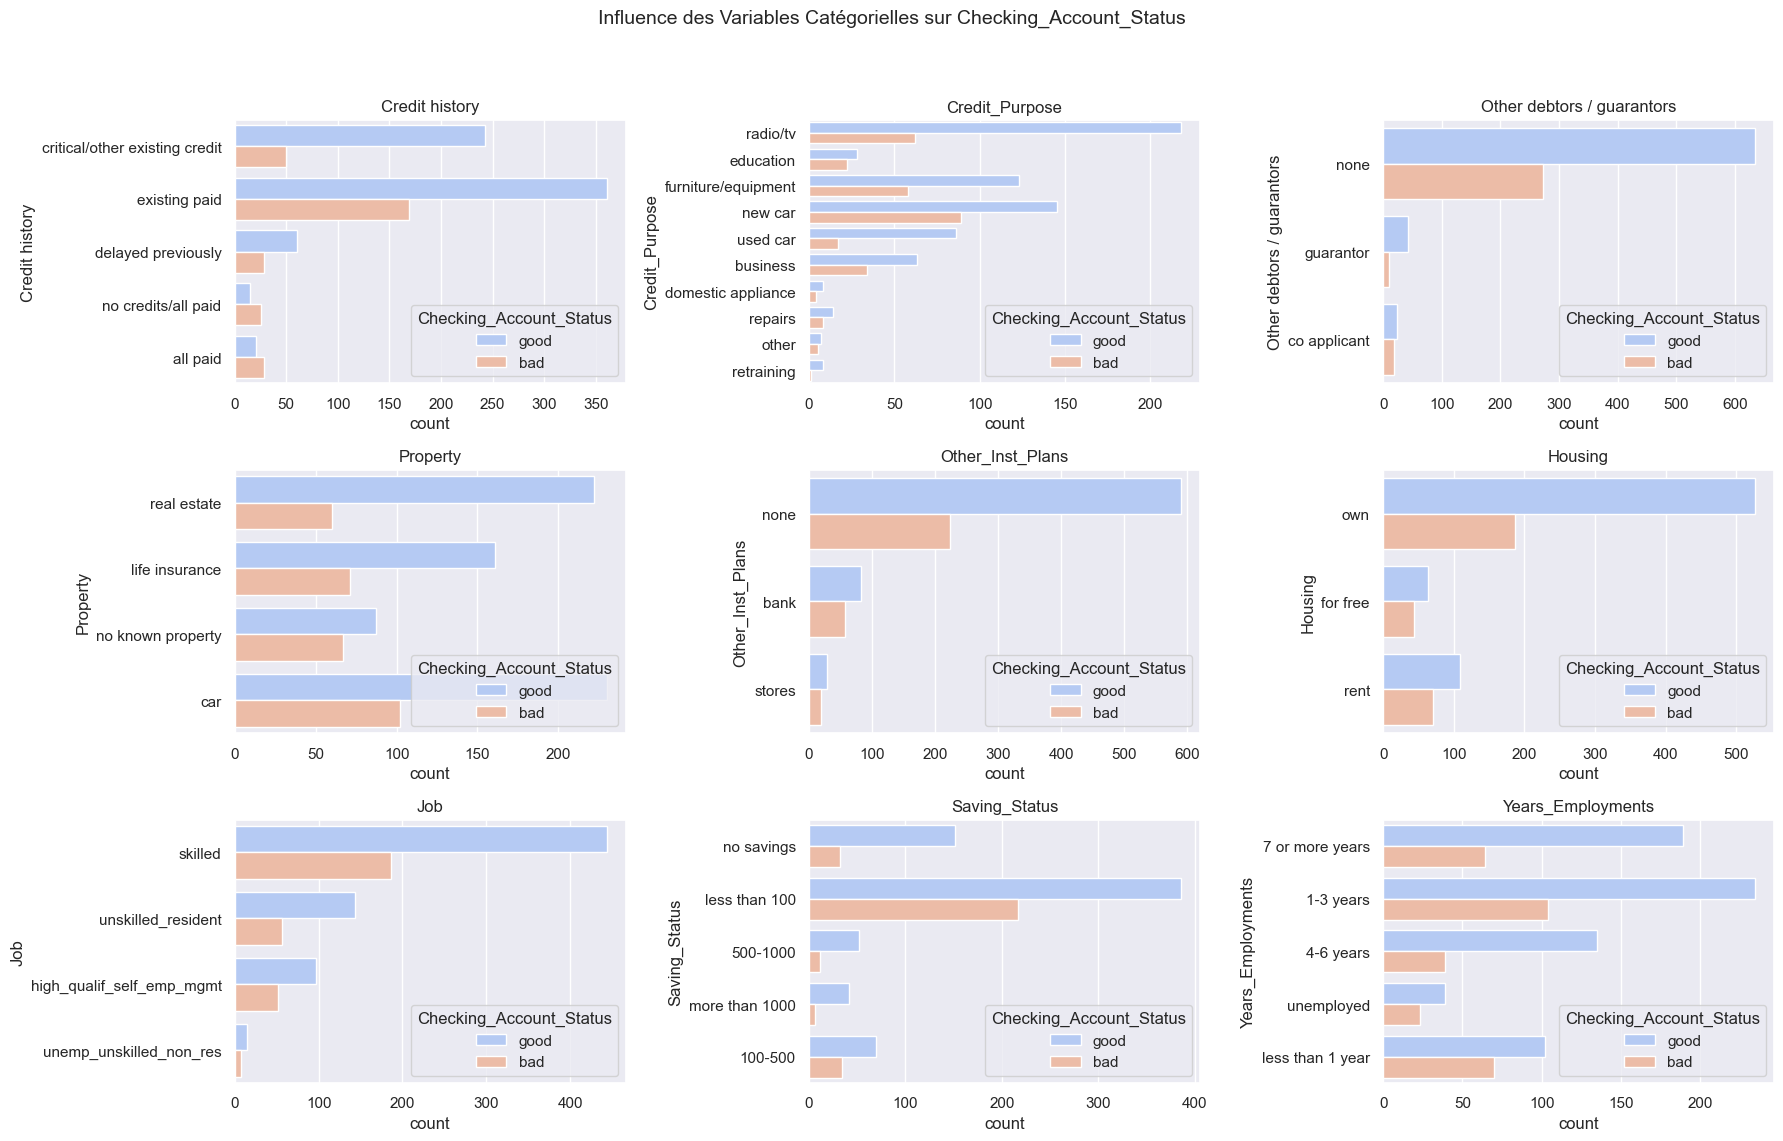 Influence des Variables Catégorielles sur Checking_Account_Status
Credit history
Credit history
critical/other existing credit
existing paid
delayed previously
no credits/all paid
all paid
Checking_Account_Status
good
bad
0 50 100 150 200 250 300 350
count
Credit_Purpose
Credit_Purpose
radio/tv
education
furniture/equipment
new car
used car
business
domestic appliance
repairs
other
retraining
Checking_Account_Status
good
bad
0 50 100 150 200
count
Other debtors / guarantors
Other debtors / guarantors
none
guarantor
co applicant
Checking_Account_Status
good
bad
0 100 200 300 400 500 600
count
Property
Property
real estate
life insurance
no known property
car
Checking_Account_Status
good
bad
0 50 100 150 200
count
Other_Inst_Plans
Other_Inst_Plans
none
bank
stores
Checking_Account_Status
good
bad
0 100 200 300 400 500 600
count
Housing
Housing
own
for free
rent
Checking_Account_Status
good
bad
0 100 200 300 400 500
count
Job
Job
skilled
unskilled_resident
high_qualif_self_emp_mgmt
unemp_unskilled_non_res
Checking_Account_Status
good
bad
0 100 200 300 400
count
Saving_Status
Saving_Status
no savings
less than 100
500-1000
more than 1000
100-500
Checking_Account_Status
good
bad
0 100 200 300 400
count
Years_Employments
Years_Employments
7 or more years
1-3 years
4-6 years
unemployed
less than 1 year
Checking_Account_Status
good
bad
0 50 100 150 200
count